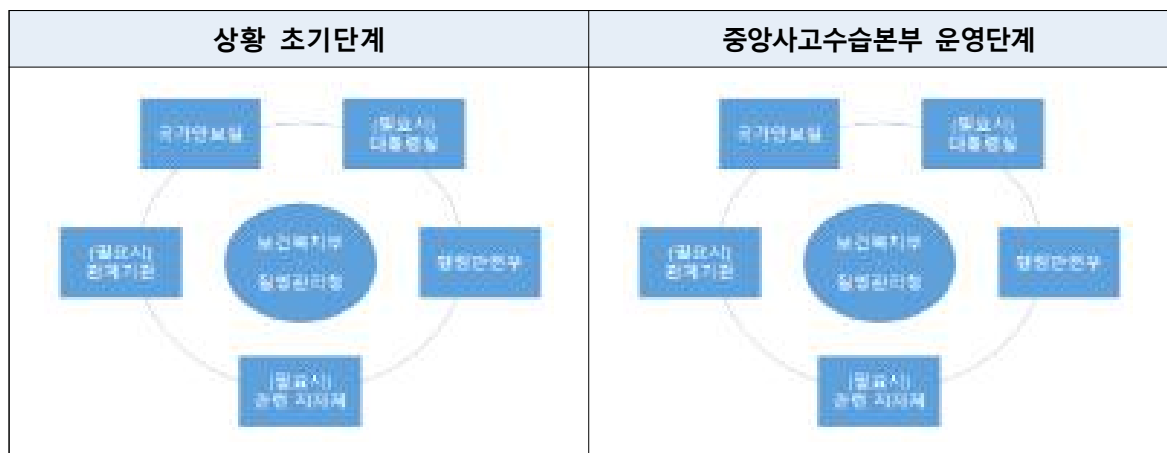 상황 초기단계
중앙사고수습본부 운영단계
국가안보실
(필요시)
대통령실
(필요시)
관계기관
보건복지부
질병관리청
행정안전부
(필요시)
관련 지자체
국가안보실
(필요시)
대통령실
(필요시)
관계기관
보건복지부
질병관리청
행정안전부
(필요시)
관련 지자체